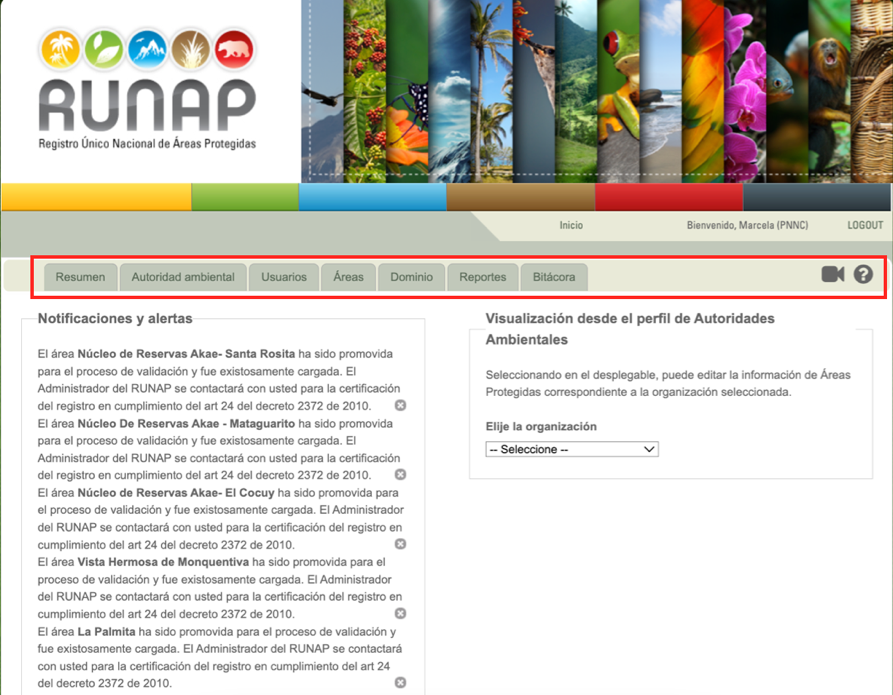 RUNAP
Registro Único Nacional de Áreas Protegidas
Inicio
Bienvenido, Marcela (PNNC)
LOGOUT
Resumen
Autoridad ambiental
Usuarios
Áreas
Dominio
Reportes
Bitácora
?
Notificaciones y alertas
El área Núcleo de Reservas Akae- Santa Rosita ha sido promovida
para el proceso de validación y fue existosamente cargada. El
Administrador del RUNAP se contactará con usted para la certificación
del registro en cumplimiento del art 24 del decreto 2372 de 2010.
El área Núcleo De Reservas Akae - Mataguarito ha sido promovida
para el proceso de validación y fue existosamente cargada. El
Administrador del RUNAP se contactará con usted para la certificación
del registro en cumplimiento del art 24 del decreto 2372 de 2010.
El área Núcleo de Reservas Akae- El Cocuy ha sido promovida para
el proceso de validación y fue existosamente cargada. El Administrador
del RUNAP se contactará con usted para la certificación del registro en
cumplimiento del art 24 del decreto 2372 de 2010.
El área Vista Hermosa de Monquentiva ha sido promovida para el
proceso de validación y fue existosamente cargada. El Administrador
del RUNAP se contactará con usted para la certificación del registro en
cumplimiento del art 24 del decreto 2372 de 2010.
El área La Palmita ha sido promovida para el proceso de validación y
fue existosamente cargada. El Administrador del RUNAP se contactará
con usted para la certificación del registro en cumplimiento del art 24
del decreto 2372 de 2010.
Visualización desde el perfil de Autoridades
Ambientales
Seleccionando en el desplegable, puede editar la información de Áreas
Protegidas correspondiente a la organización seleccionada.
Elije la organización
-- Seleccione --